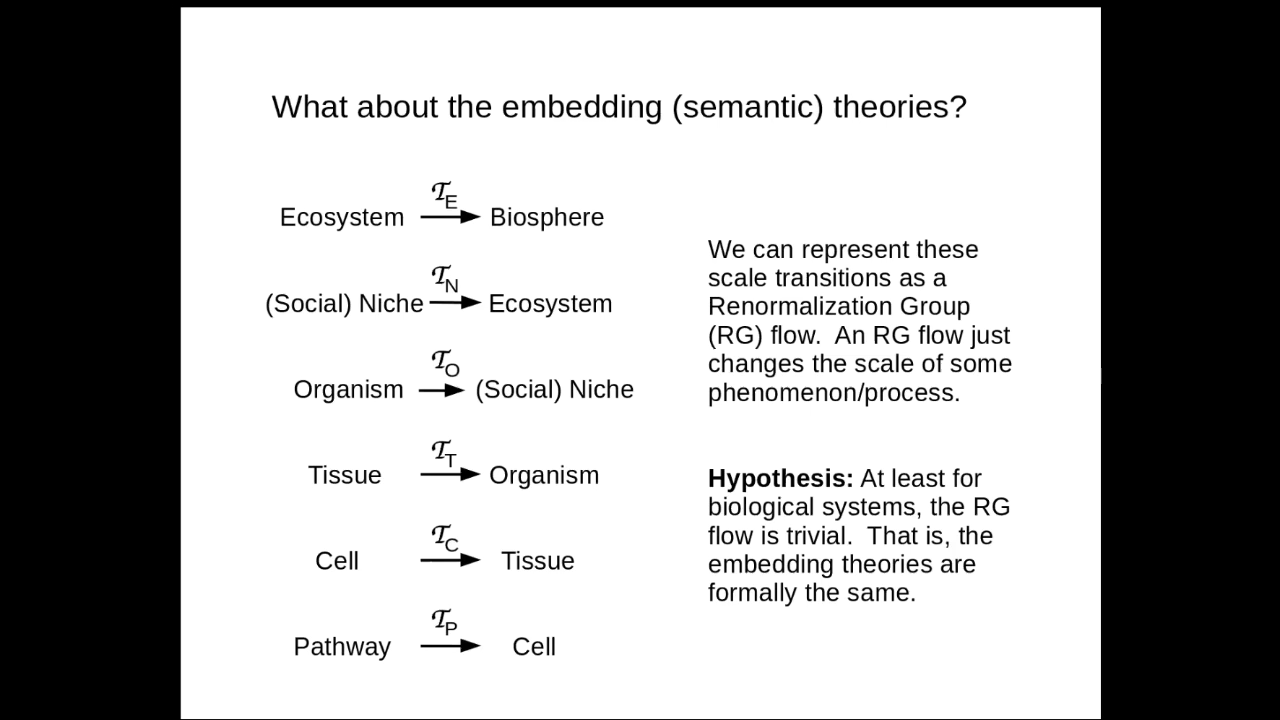 What about the embedding (semantic) theories?
𝒯E
Ecosystem → Biosphere
𝒯N
(Social) Niche → Ecosystem
𝒯O
Organism → (Social) Niche
𝒯T
Tissue → Organism
𝒯C
Cell → Tissue
𝒯P
Pathway → Cell
We can represent these
scale transitions as a
Renormalization Group
(RG) flow. An RG flow just
changes the scale of some
phenomenon/process.
Hypothesis: At least for
biological systems, the RG
flow is trivial. That is, the
embedding theories are
formally the same.